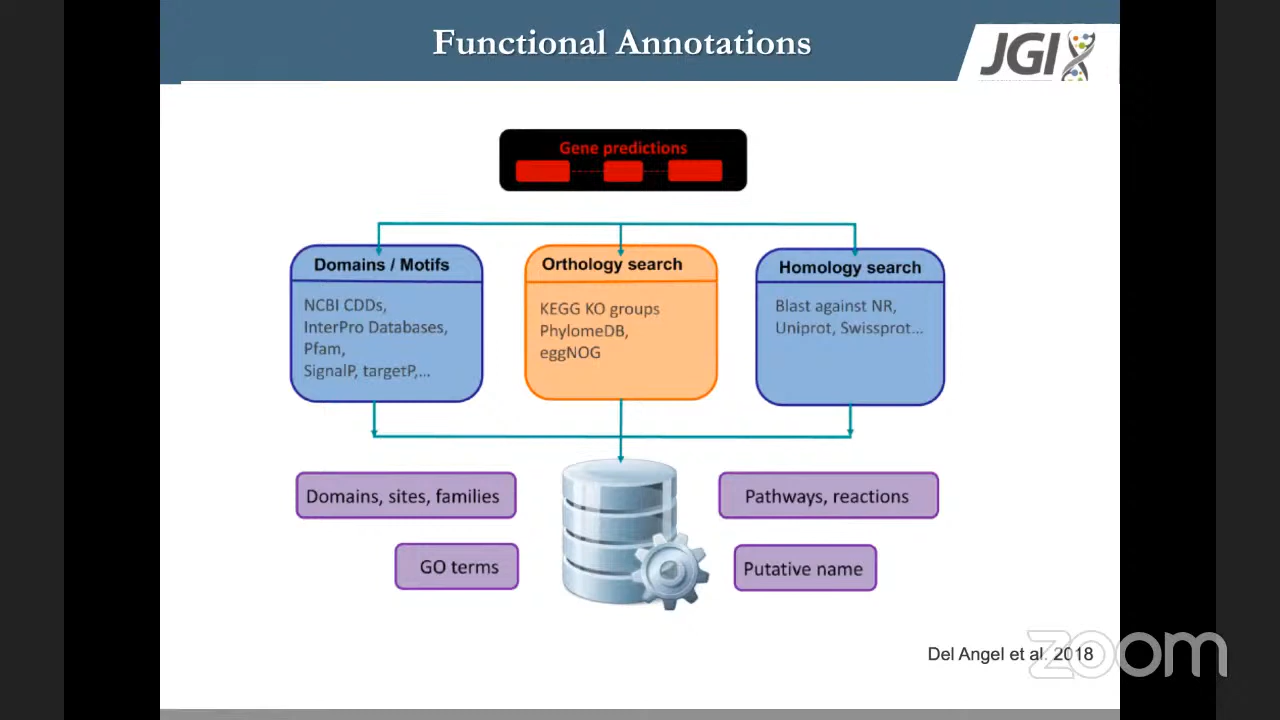 Functional Annotations
JGI
Gene predictions
Domains / Motifs
NCBI CDDs,
InterPro Databases,
Pfam,
SignalP, targetP,...
Orthology search
KEGG KO groups
PhylomeDB,
eggNOG
Homology search
Blast against NR,
Uniprot, Swissprot...
Domains, sites, families
Pathways, reactions
GO terms
Putative name
Del Angel et al. 2018
zoom